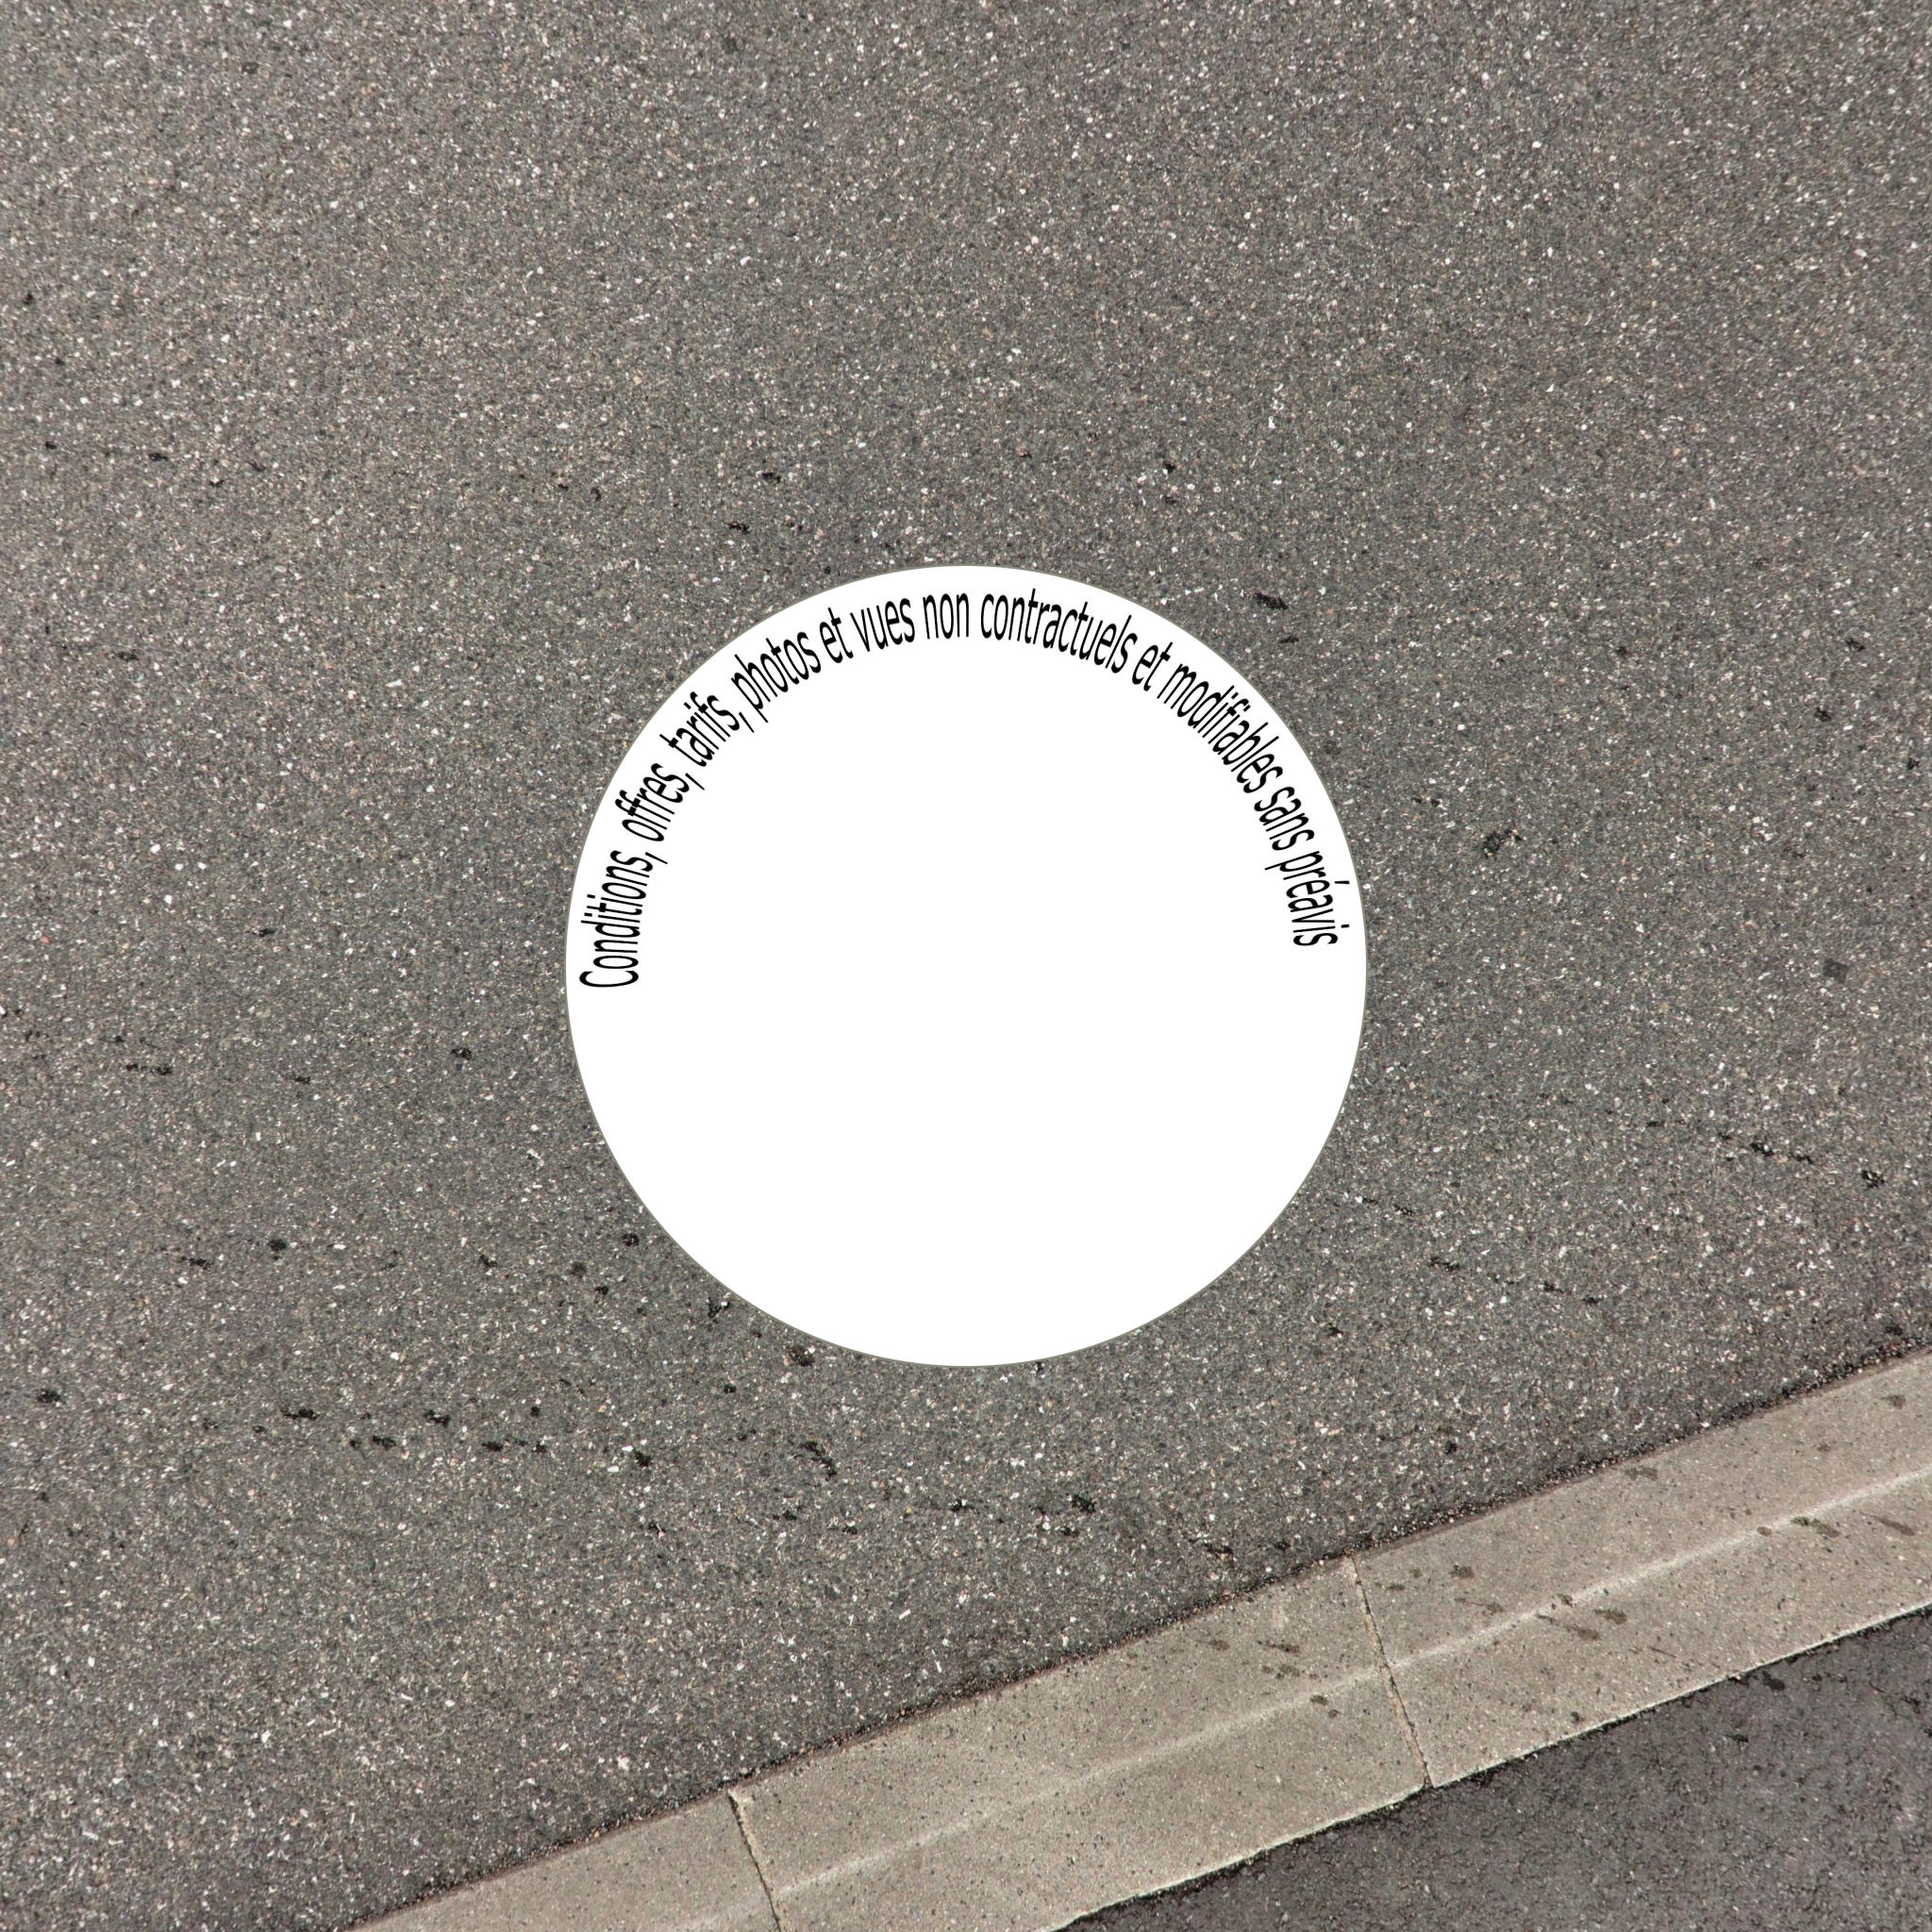 Conditions, offres, tarifs, photos et vues non contractuels et modifiables sans préavis